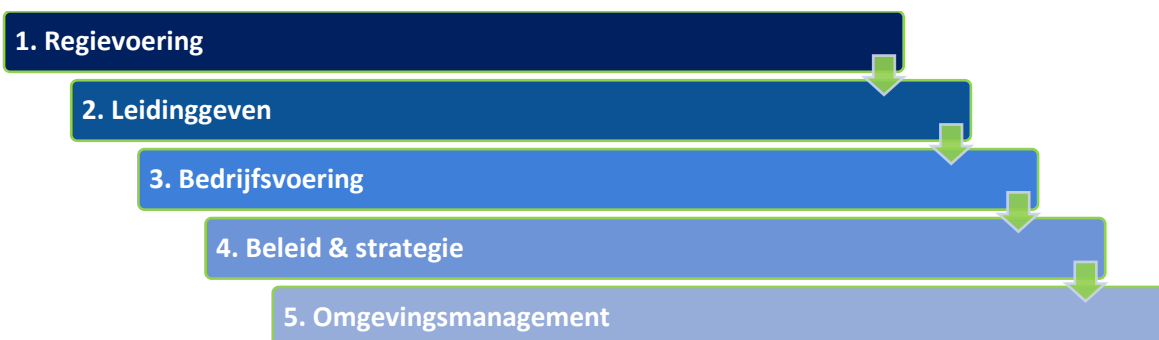 1. Regievoering
2. Leidinggeven
3. Bedrijfsvoering
4. Beleid & strategie
5. Omgevingsmanagement